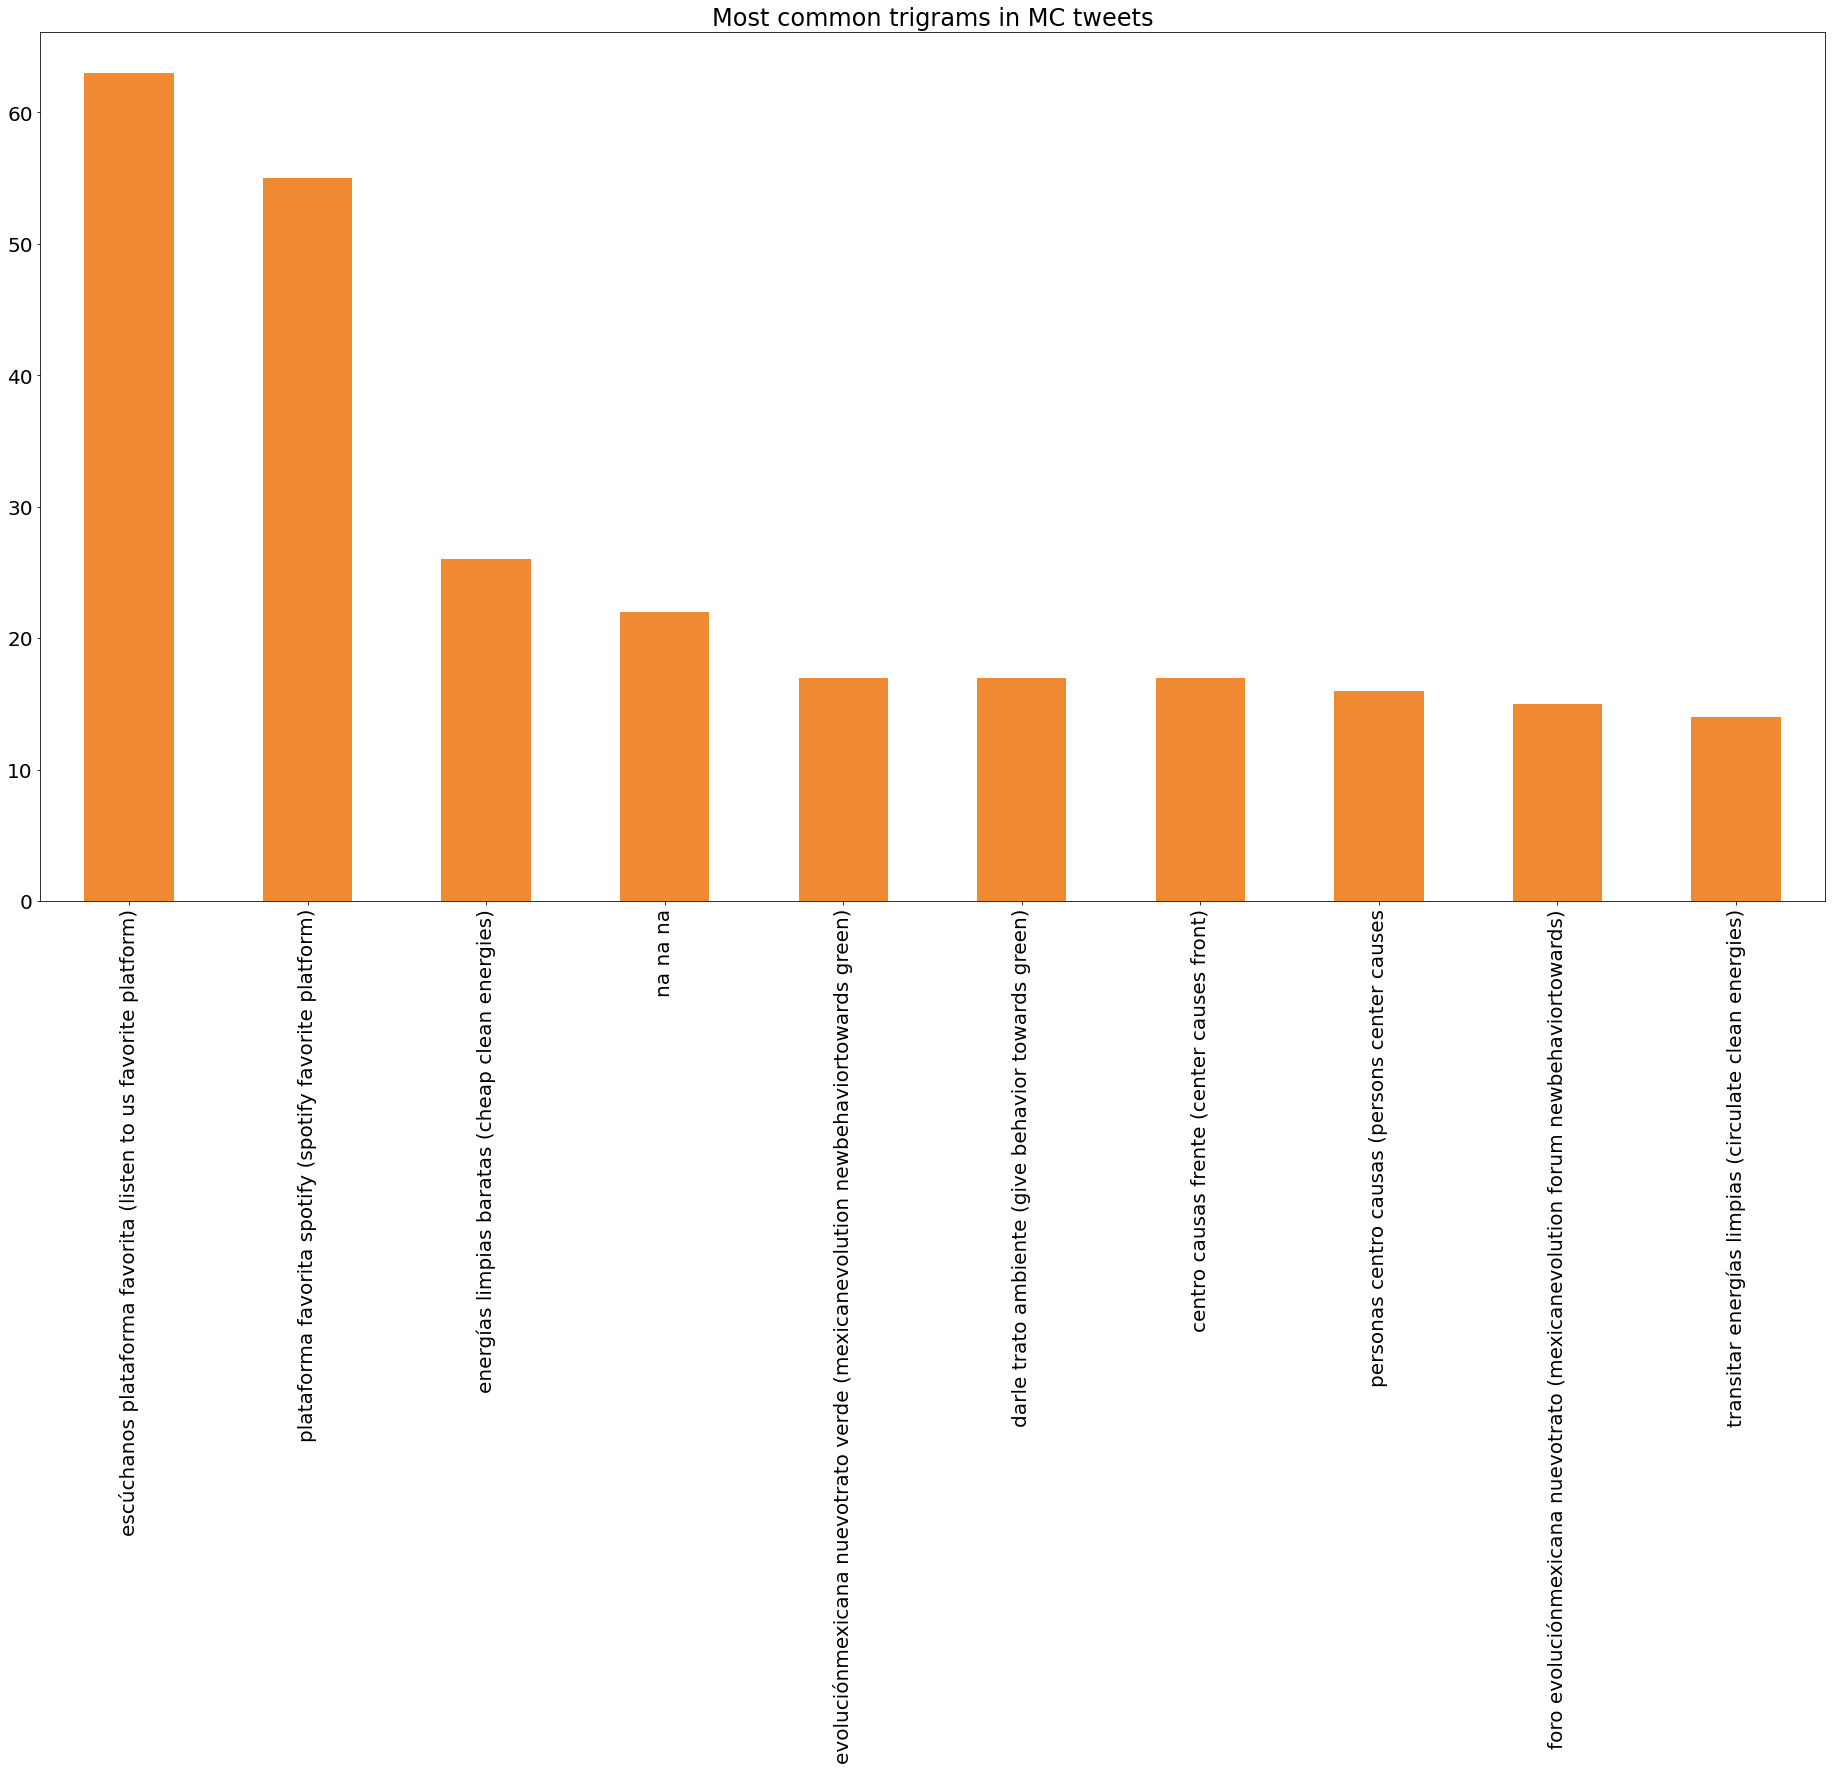 Most common trigrams in MC tweets
60
50
40
30
20
10
0
escúchanos plataforma favorita (listen to us favorite platform)
plataforma favorita spotify (spotify favorite platform)
energías limpias baratas (cheap clean energies)
na na na
evoluciónmexicana nuevotrato verde (mexicanevolution newbehaviortowards green)
darle trato ambiente (give behavior towards green)
centro causas frente (center causes front)
personas centro causas (persons center causes
foro evoluciónmexicana nuevotrato (mexicanevolution forum newbehaviortowards)
transitar energías limpias (circulate clean energies)